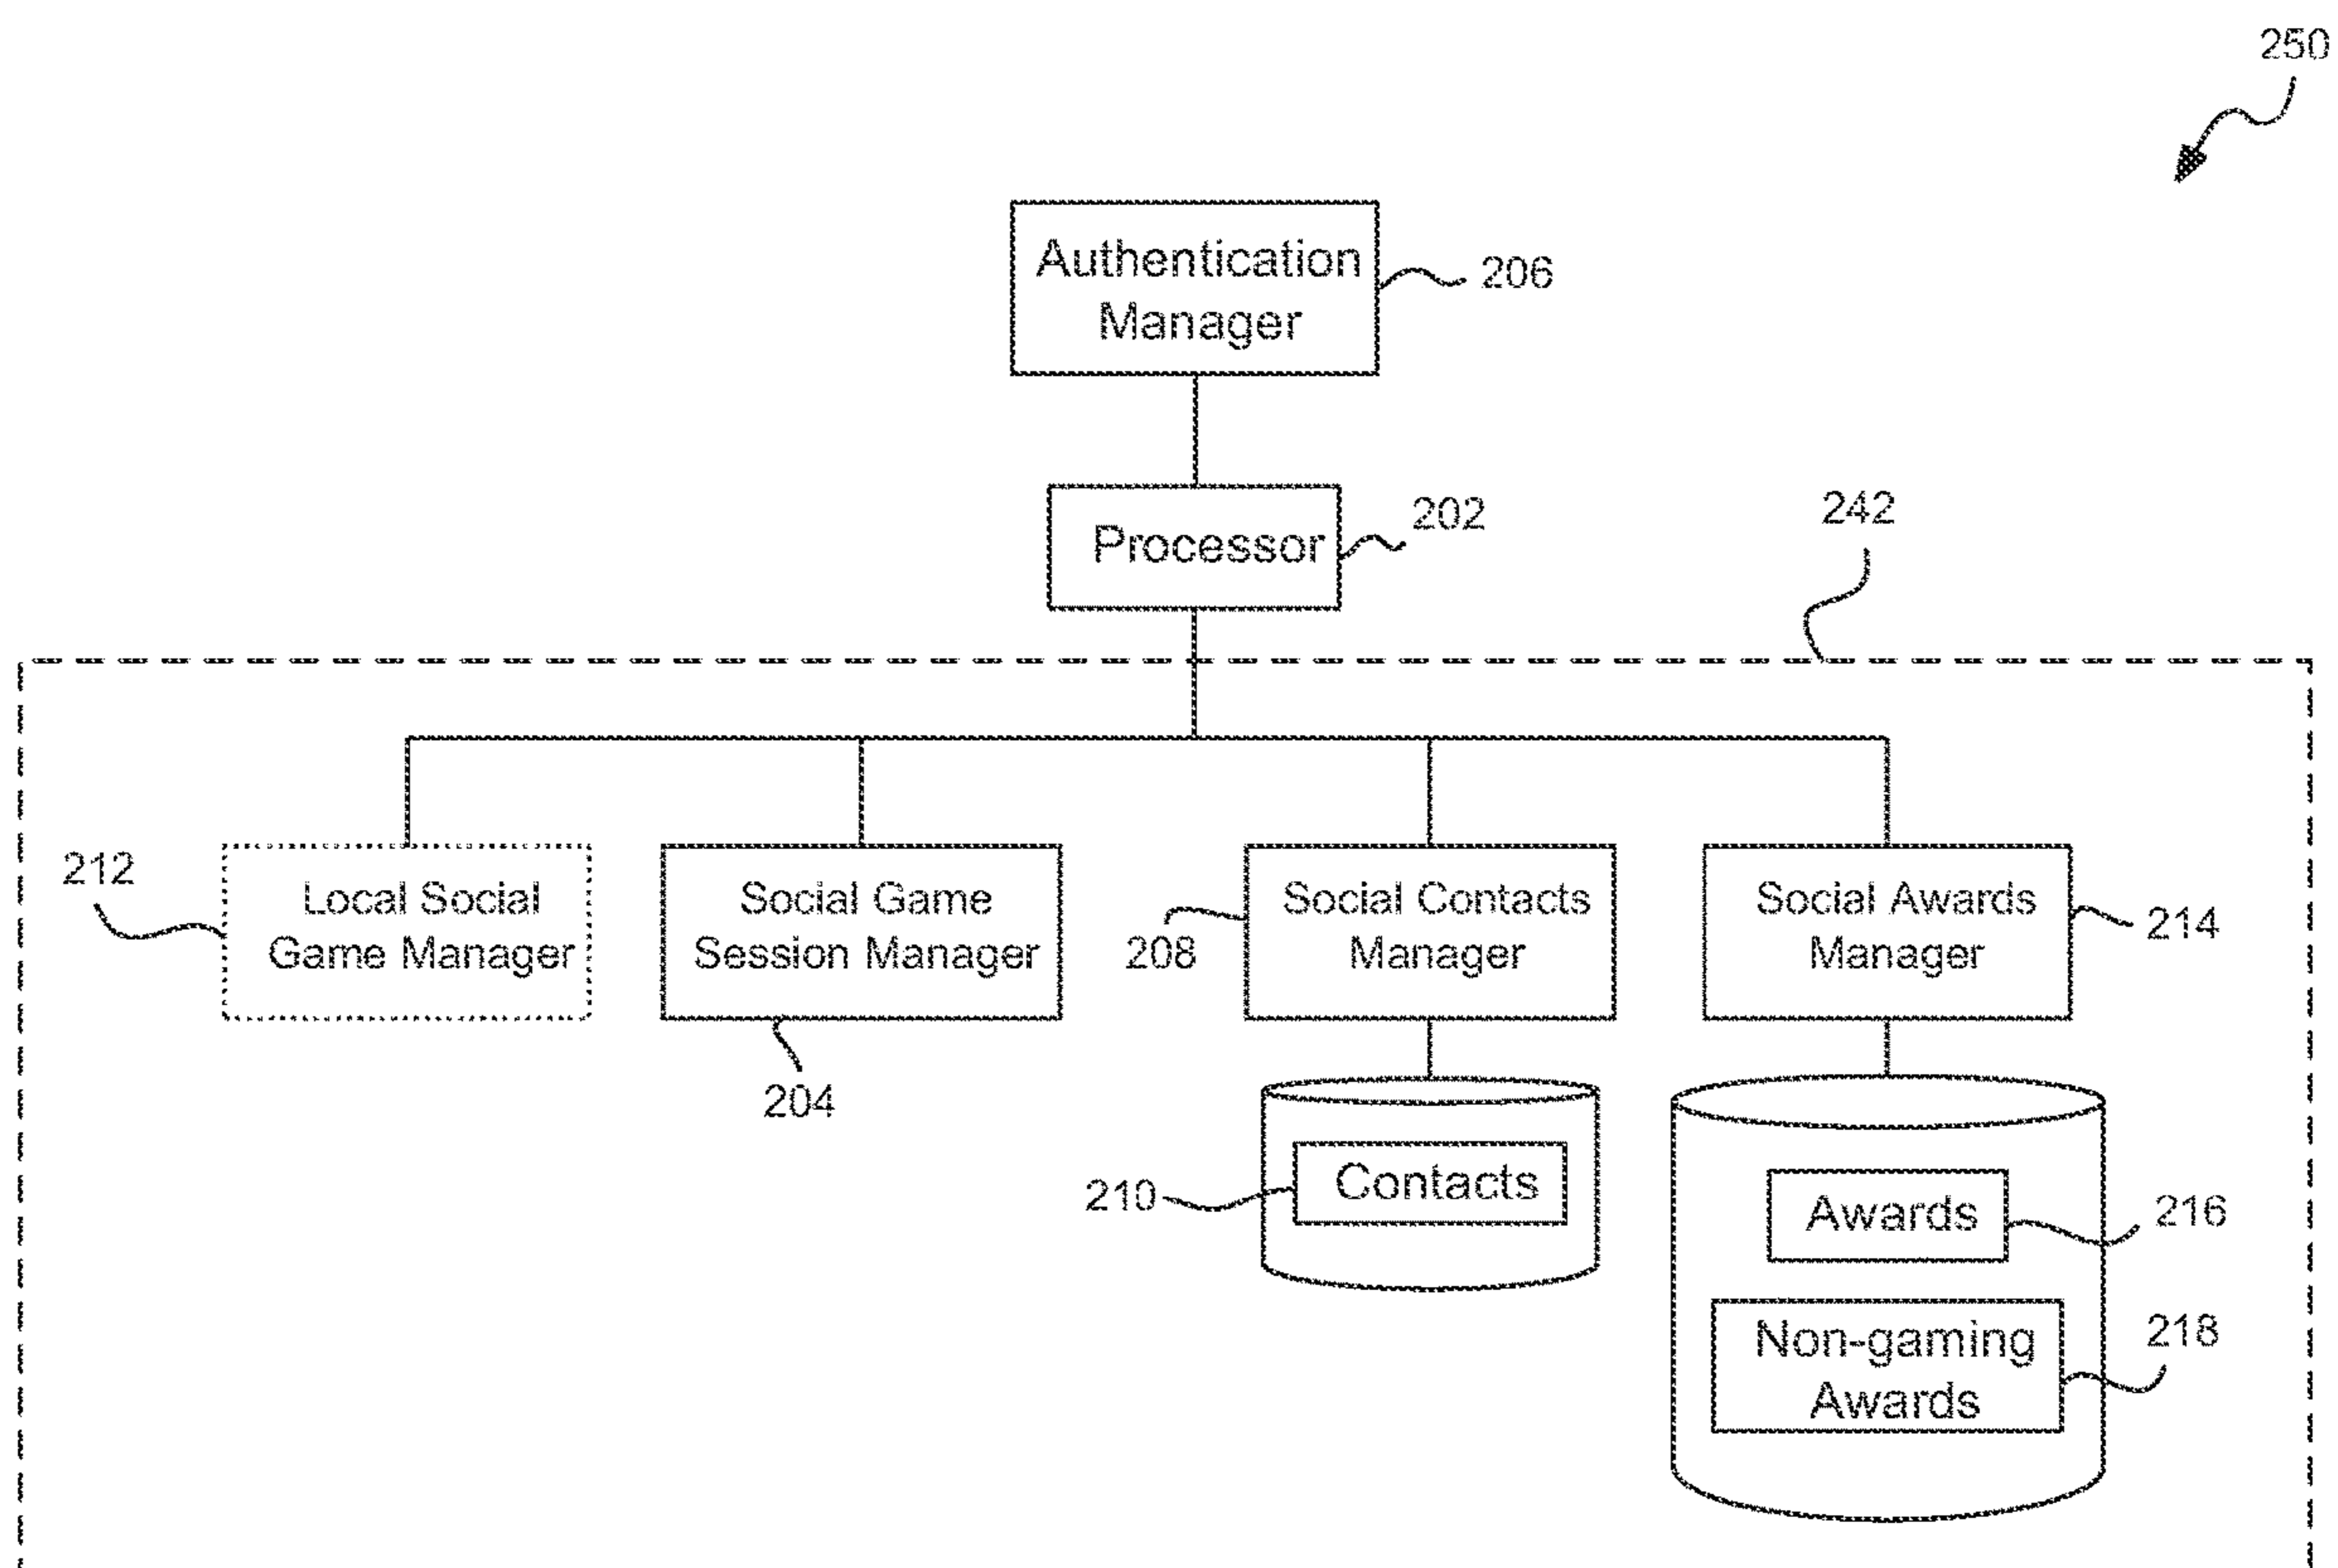 250
Authentication
Manager
206
Processor
202
242
212
Local Social
Game Manager
Social Game
Session Manager
204
Social Contacts
Manager
208
Social Awards
Manager
214
210
Contacts
Awards
216
Non-gaming
Awards
218